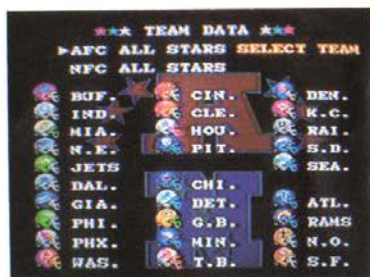 TEAM DATA
AFC ALL STARS SELECT TEAM
NFC ALL STARS
BUF. CIN. DEN.
IND. CLE. K.C.
MIA. HOU. RAI.
N.E. PIT. S.D.
JETS SEA.
DAL. CHI.
GIA. DET. ATL.
PHI. G.B. RAMS
PHX. MIN. N.O.
WAS. T.B. S.F.